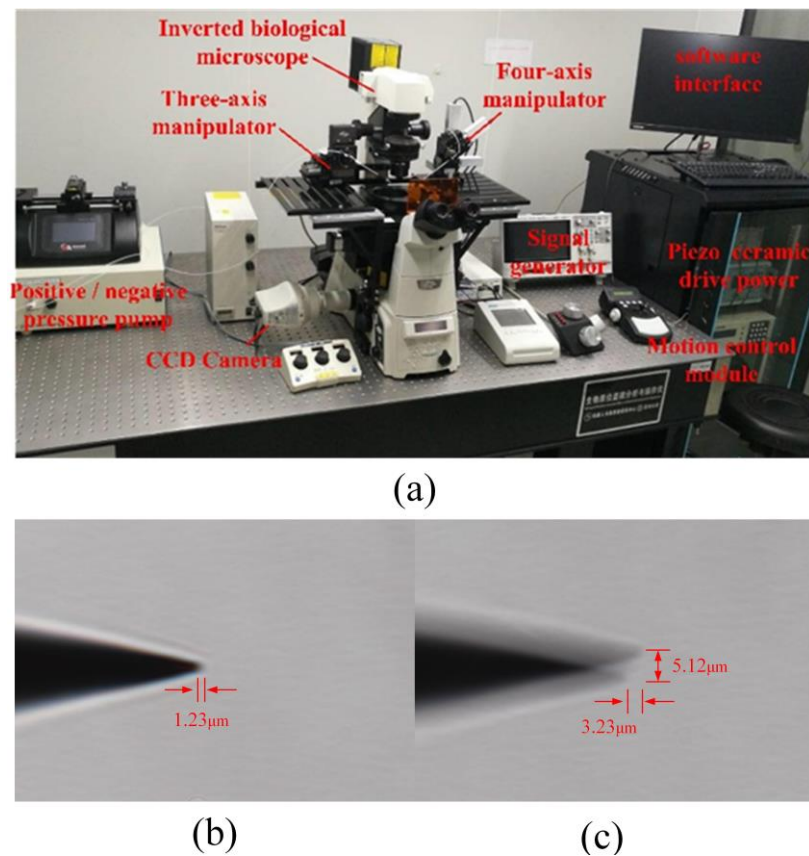 Inverted biological
microscope
Three-axis
manipulator
Four-axis
manipulator
software
interface
Positive / negative
pressure pump
CCD Camera
Signal
generator
Piezo ceramic
drive power
Motion control
module
(a)
1.23μm
5.12μm
3.23μm
(b)
(c)